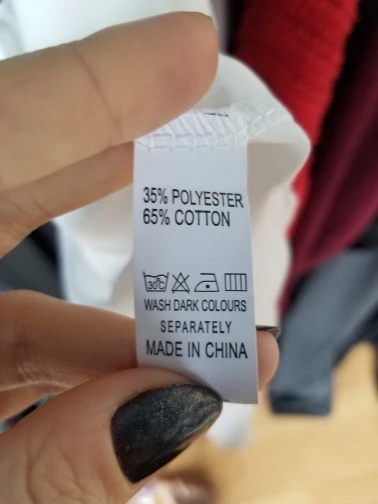 35% POLYESTER
65% COTTON
30°C
WASH DARK COLOURS
SEPARATELY
MADE IN CHINA